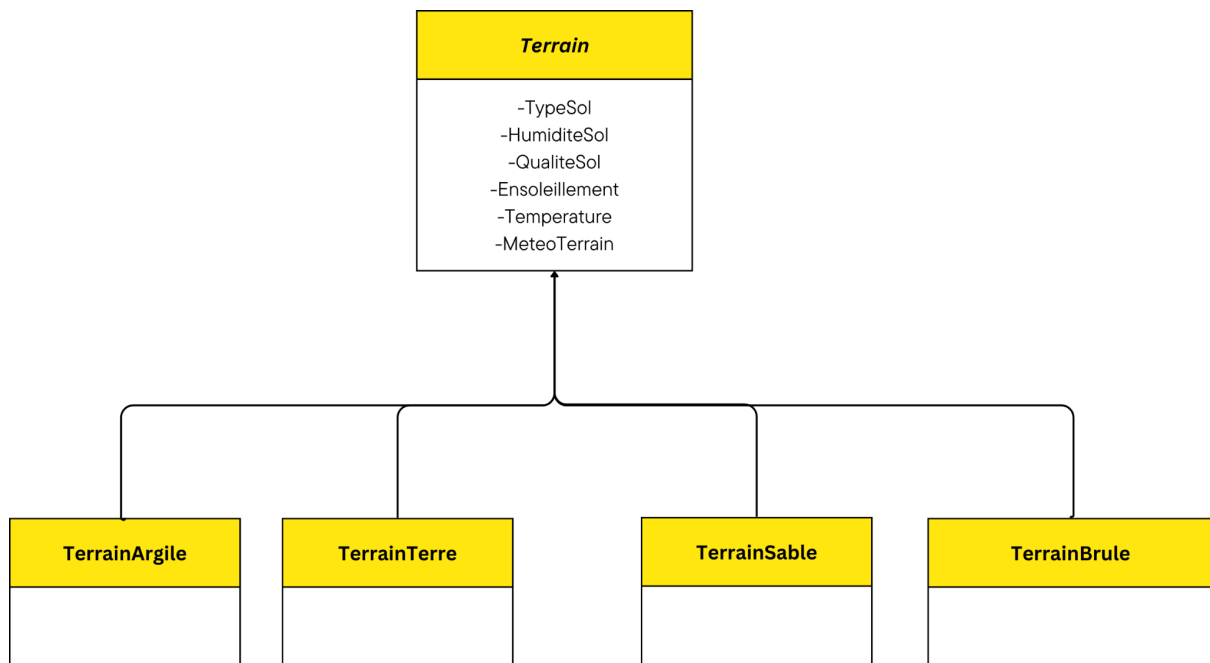 Terrain
-TypeSol
-HumiditeSol
-QualiteSol
-Ensoleillement
-Temperature
-MeteoTerrain
TerrainArgile
TerrainTerre
TerrainSable
TerrainBrule